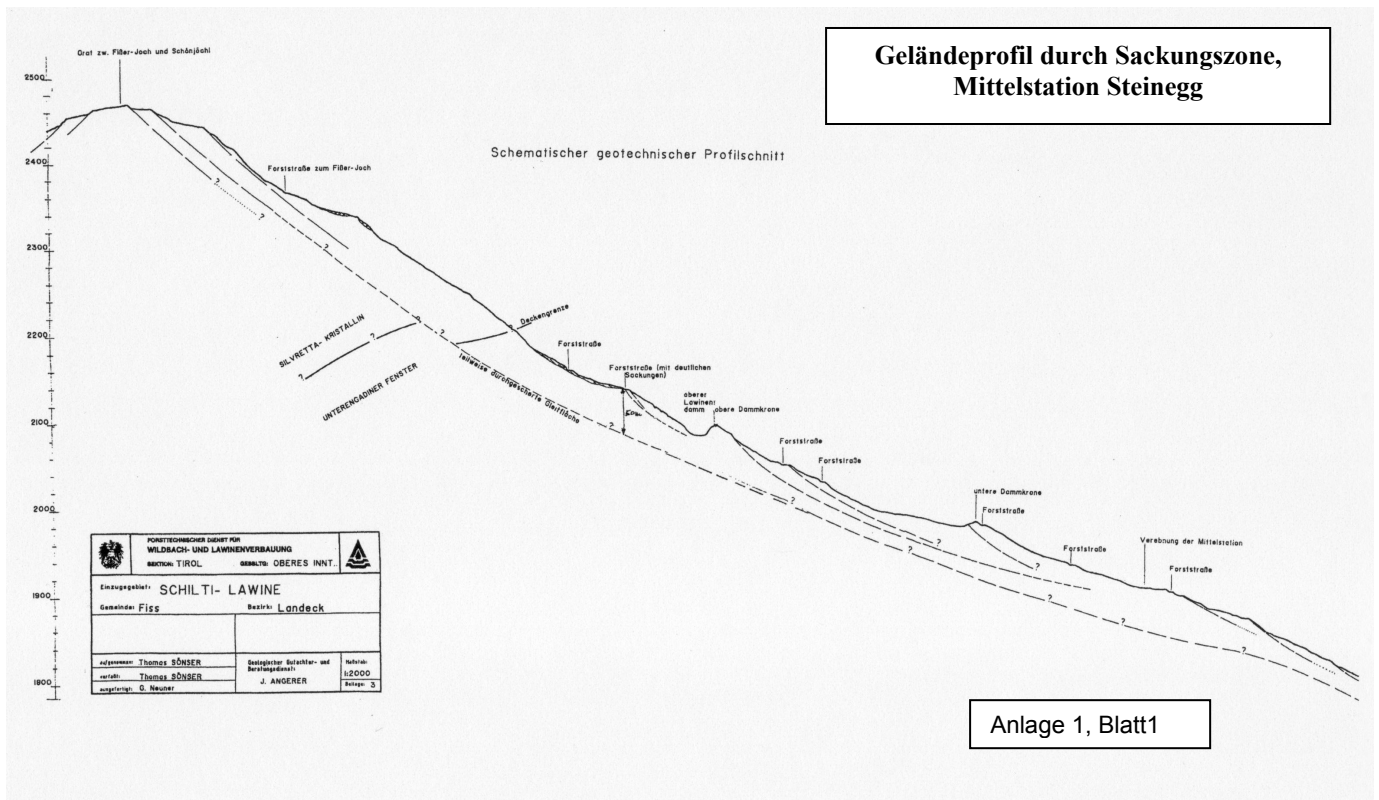 Geländeprofil durch Sackungszone,
Mittelstation Steinegg
Grat zw. Fißer-Joch und Schönjöchl
Schematischer geotechnischer Profilschnitt
2500
2400
2300
2200
2100
2000
1900
1800
Forststraße zum Fißer-Joch
?
?
?
SILVRETTA- KRISTALLIN
?
?
?
?
UNTERENGADINER FENSTER
?
Deckengrenze
teilweise durchgescherte Gleitfläche
Forststraße
Forststraße (mit deutlichen
Sackungen)
?
oberer
Lawinen
damm
obere Dammkrone
Forststraße
Forststraße
?
?
?
untere Dammkrone
Forststraße
?
Forststraße
Verebnung der Mittelstation
Forststraße
?
?
?
FORSTTECHNISCHER DIENST FÜR
WILDBACH- UND LAWINENVERBAUUNG
SEKTION: TIROL GEBSLTG: OBERES INNT..
Einzugsgebiet: SCHILTI- LAWINE
Gemeinde: Fiss Bezirk: Landeck
aufgenommen: Thomas SÖNSER
verfaßt: Thomas SÖNSER
ausgefertigt: G. Neuner
Geologischer Gutachter- und
Beratungsdienst:
J. ANGERER
Maßstab:
1:2000
Beilage: 3
Anlage 1, Blatt1